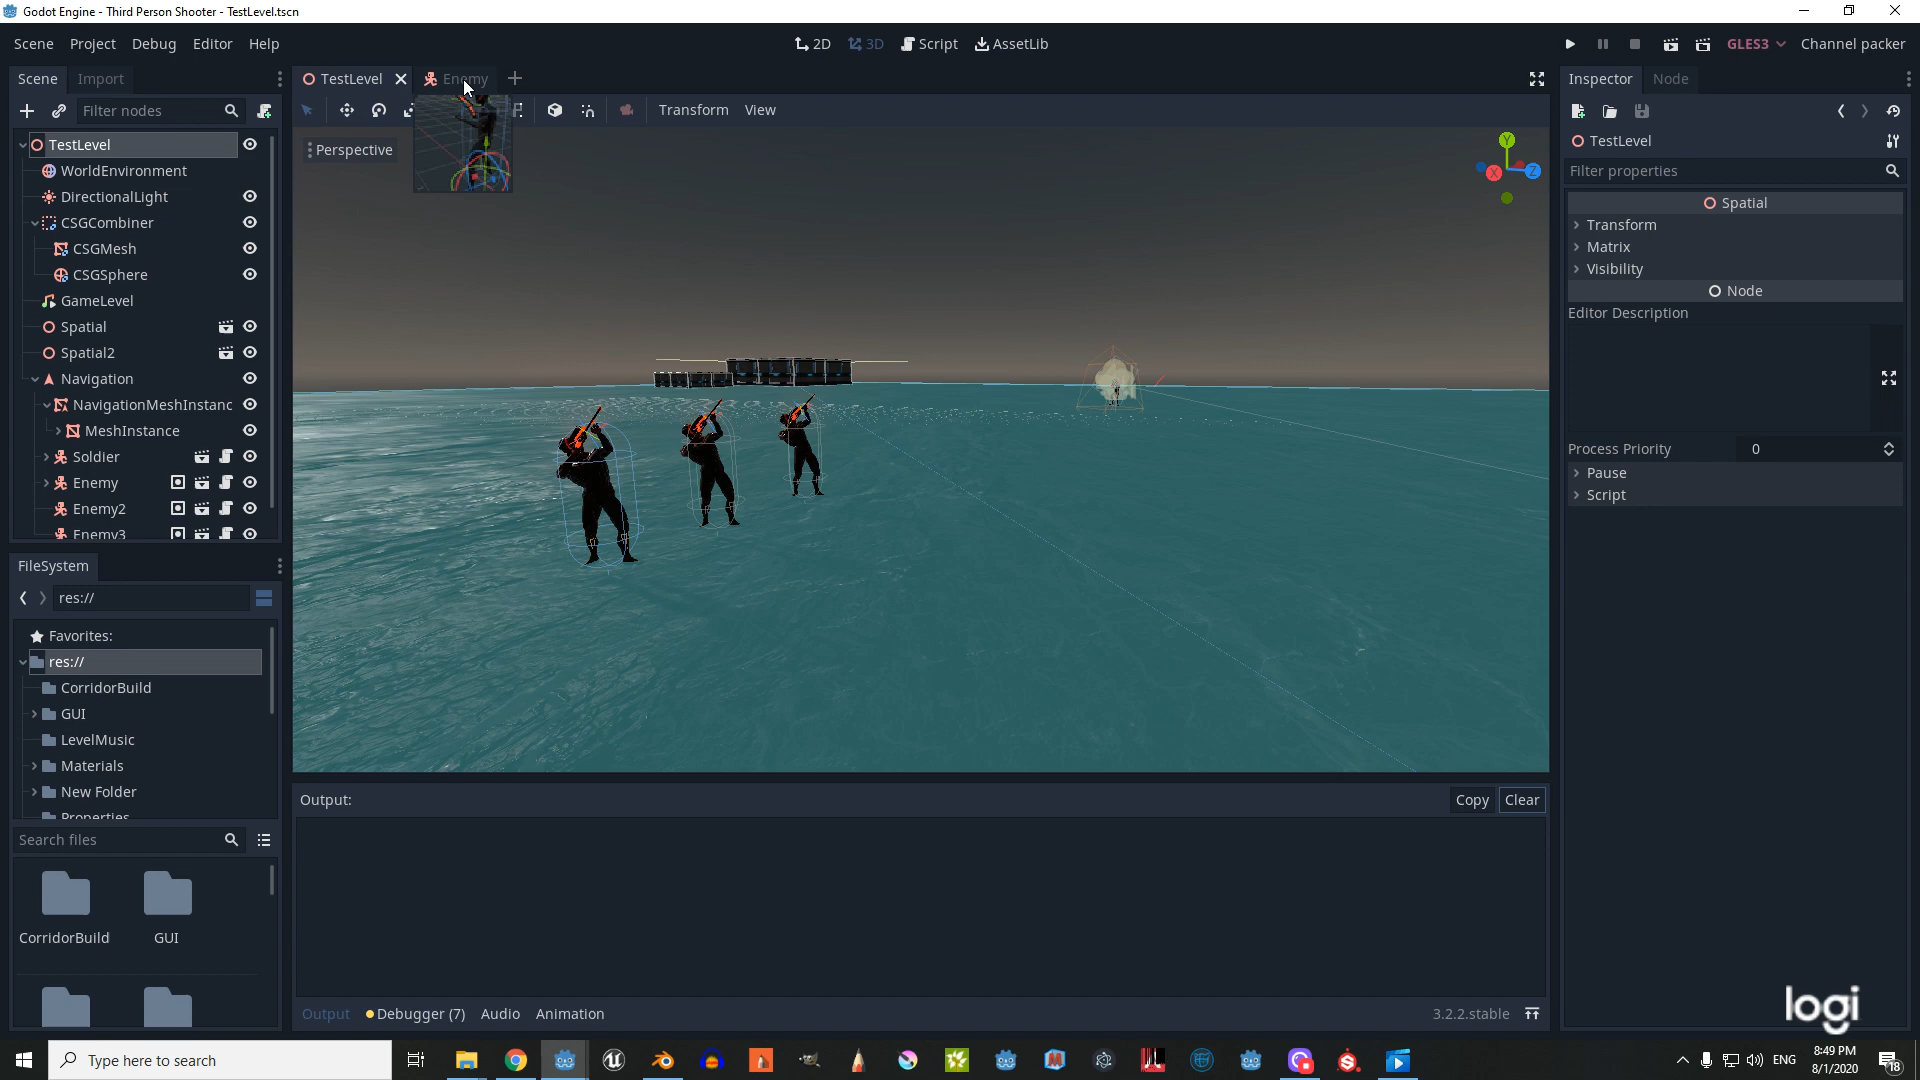 Godot Engine - Third Person Shooter - TestLevel.tscn
Scene Project Debug Editor Help
2D 3D Script AssetLib
GLES3 Channel packer
Scene Import
Filter nodes
TestLevel
WorldEnvironment
DirectionalLight
CSGCombiner
CSGMesh
CSGSphere
GameLevel
Spatial
Spatial2
Navigation
NavigationMeshInstanc
MeshInstance
Soldier
Enemy
Enemy2
Enemy3
FileSystem
res://
Favorites:
res://
CorridorBuild
GUI
LevelMusic
Materials
New Folder
Properties
Search files
CorridorBuild GUI
TestLevel Enemy
Transform View
Perspective
Y
X Z
Output:
Copy Clear
Output Debugger (7) Audio Animation
3.2.2.stable
Inspector Node
TestLevel
Filter properties
Spatial
Transform
Matrix
Visibility
Node
Editor Description
Process Priority 0
Pause
Script
logi
Type here to search
ENG
8:49 PM
8/1/2020
18